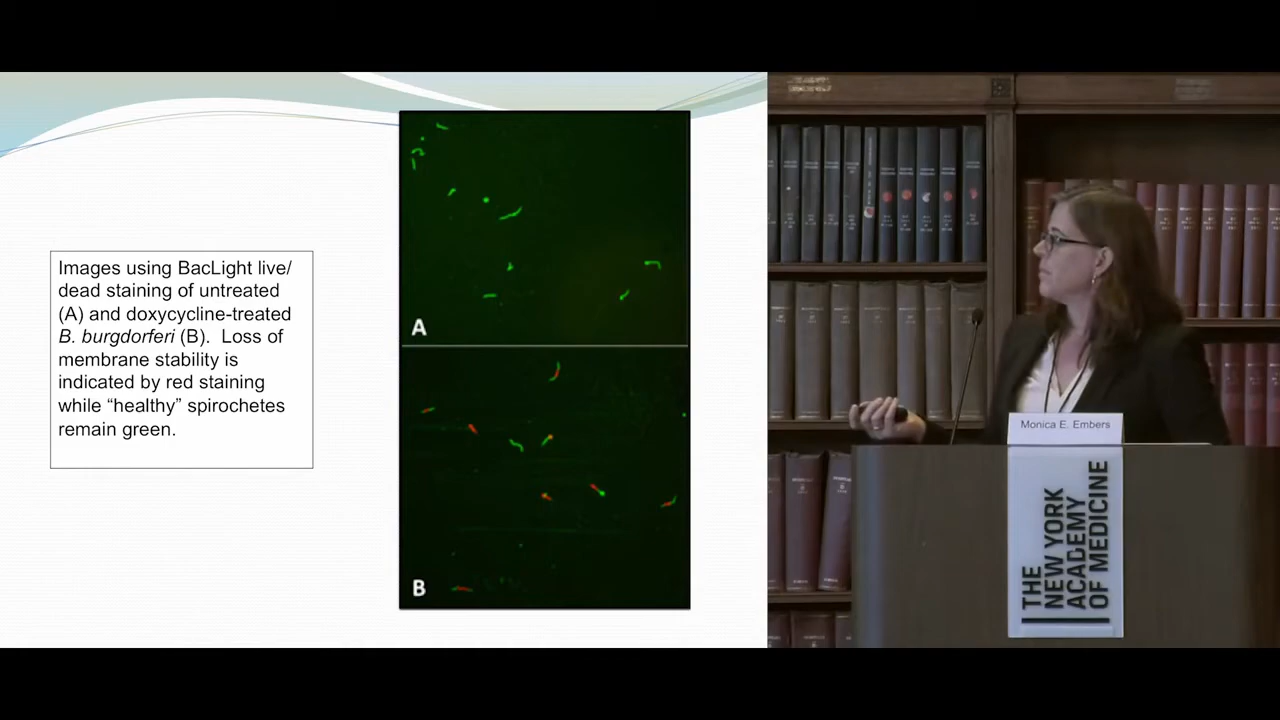 Images using BacLight live/
dead staining of untreated
(A) and doxycycline-treated
B. burgdorferi (B).  Loss of
membrane stability is
indicated by red staining
while “healthy” spirochetes
remain green.
A
B
Monica E. Embers
THE
NEW YORK
ACADEMY
OF MEDICINE